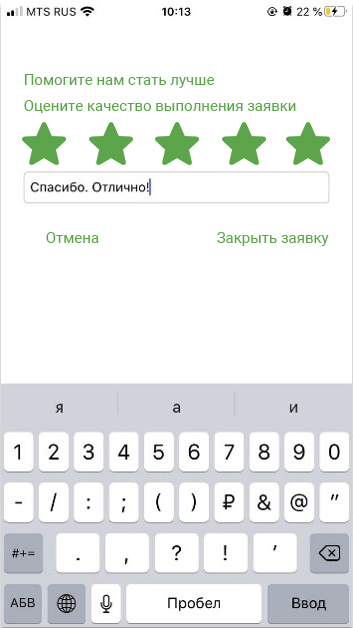 MTS RUS 10:13 22 %
Помогите нам стать лучше
Оцените качество выполнения заявки
Спасибо. Отлично!
Отмена Закрыть заявку
я а и
1 2 3 4 5 6 7 8 9 0
- / : ; ( ) ₽ & @ "
#+= . , ? ! ’
АБВ Пробел Ввод